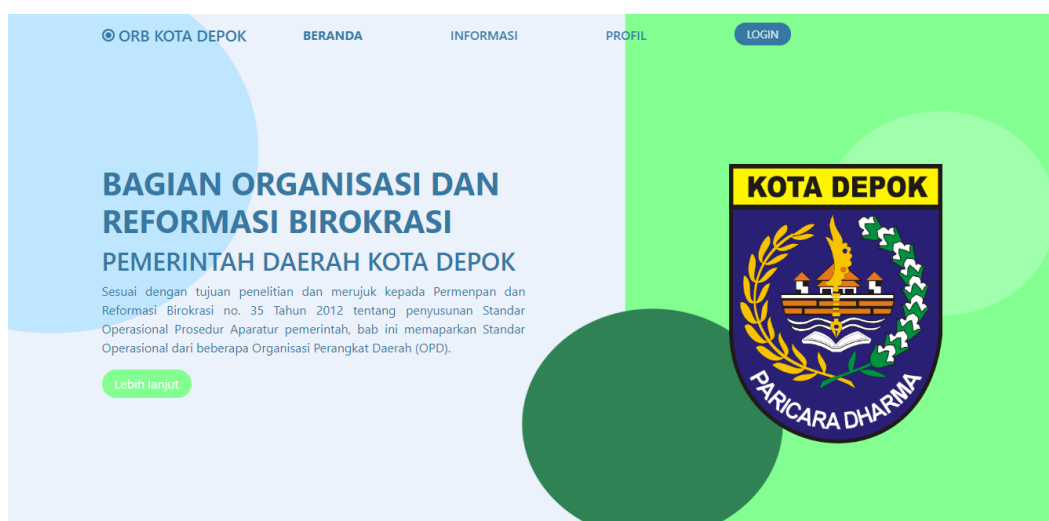 ORB KOTA DEPOK BERANDA INFORMASI PROFIL LOGIN
BAGIAN ORGANISASI DAN
REFORMASI BIROKRASI
PEMERINTAH DAERAH KOTA DEPOK
Sesuai dengan tujuan penelitian dan merujuk kepada Permenpan dan
Reformasi Birokrasi no. 35 Tahun 2012 tentang penyusunan Standar
Operasional Prosedur Aparatur pemerintah, bab ini memaparkan Standar
Operasional dari beberapa Organisasi Perangkat Daerah (OPD).
Lebih lanjut
KOTA DEPOK
PARICARA DHARMA